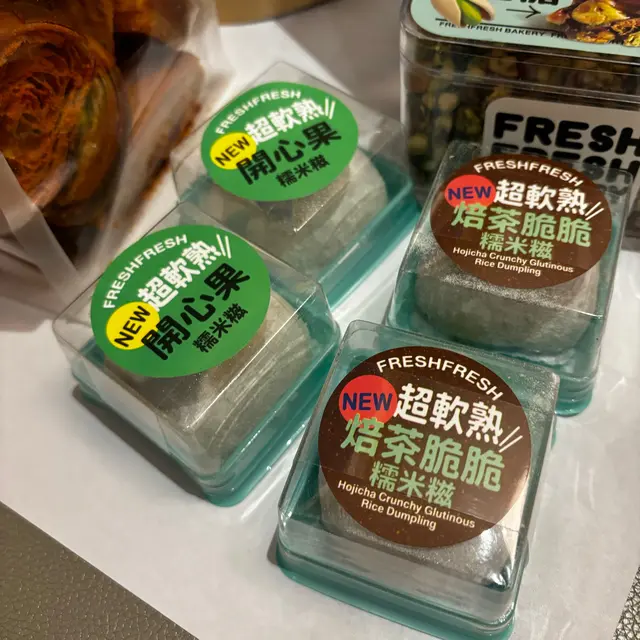 FRESHFRESH BAKERY
FRESH
FRESHFRESH
NEW 超軟熟
開心果
糯米糍
FRESHFRESH
NEW 超軟熟
焙茶脆脆
糯米糍
Hojicha Crunchy Glutinous
Rice Dumpling
FRESHFRESH
NEW 超軟熟
開心果
糯米糍
FRESHFRESH
NEW 超軟熟
焙茶脆脆
糯米糍
Hojicha Crunchy Glutinous
Rice Dumpling